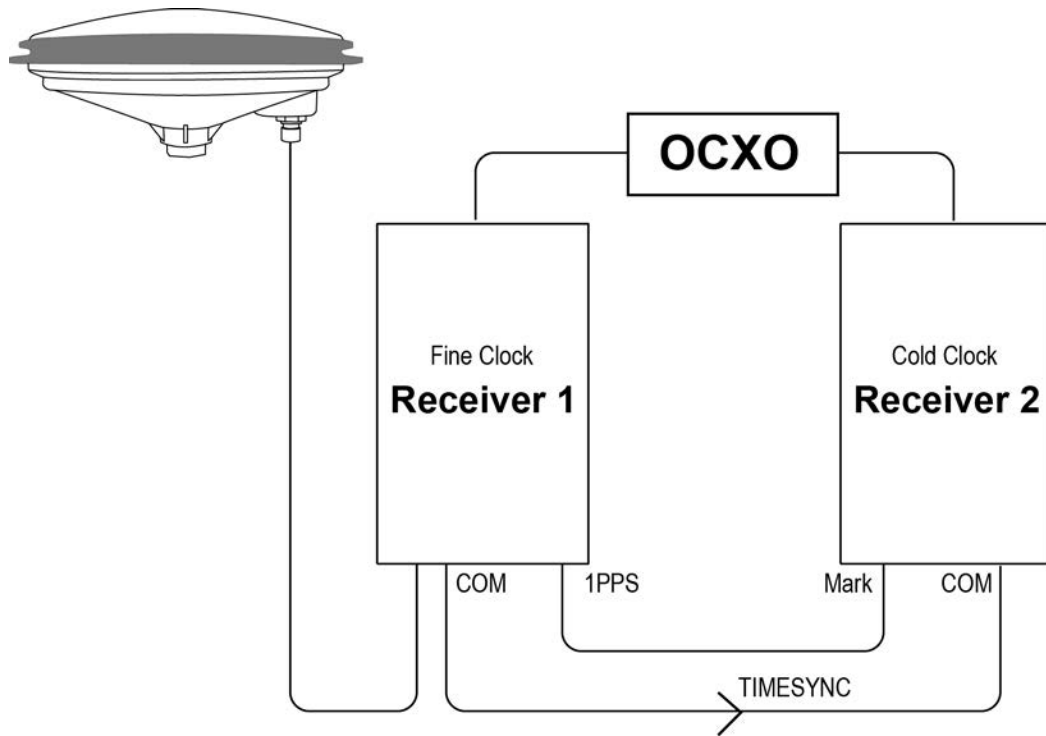 OCXO
Fine Clock
Receiver 1
Cold Clock
Receiver 2
COM
1PPS
Mark
COM
TIMESYNC